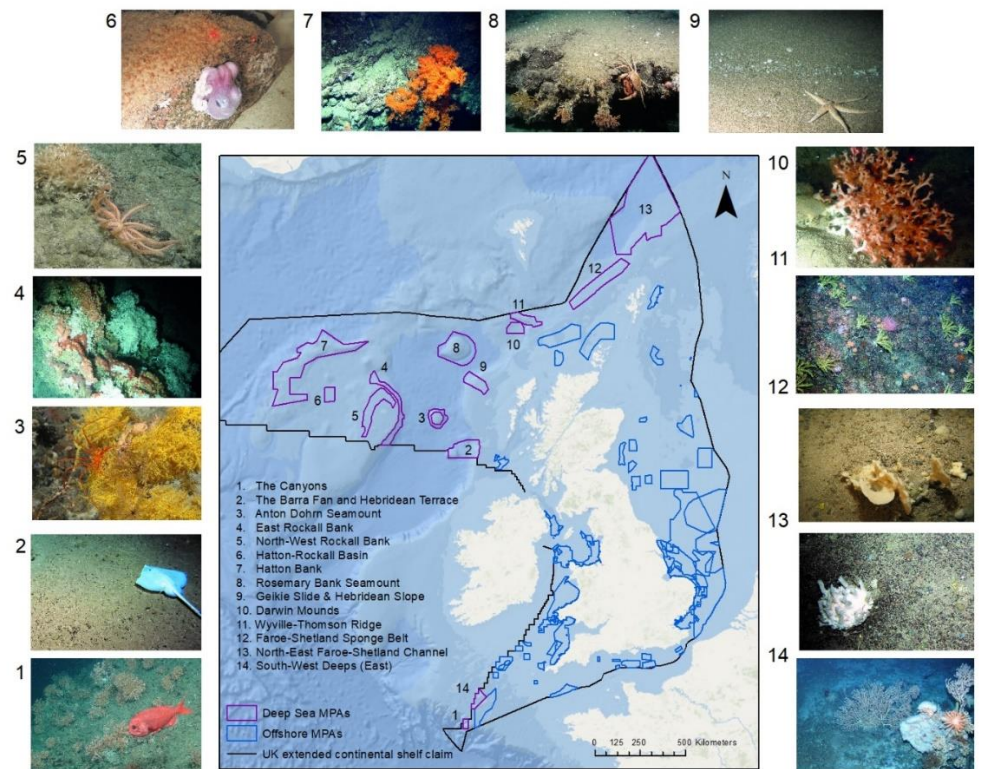 6
7
8
9
5
4
3
2
1
10
11
12
13
14
N
13
12
11
10
7
8
9
4
6
5
3
2
1. The Canyons
2. The Barra Fan and Hebridean Terrace
3. Anton Dohrn Seamount
4. East Rockall Bank
5. North-West Rockall Bank
6. Hatton-Rockall Basin
7. Hatton Bank
8. Rosemary Bank Seamount
9. Geikie Slide & Hebridean Slope
10. Darwin Mounds
11. Wyville-Thomson Ridge
12. Faroe-Shetland Sponge Belt
13. North-East Faroe-Shetland Channel
14. South-West Deeps (East)
14
1
Deep Sea MPAs
Offshore MPAs
UK extended continental shelf claim
0 125 250 500 Kilometers